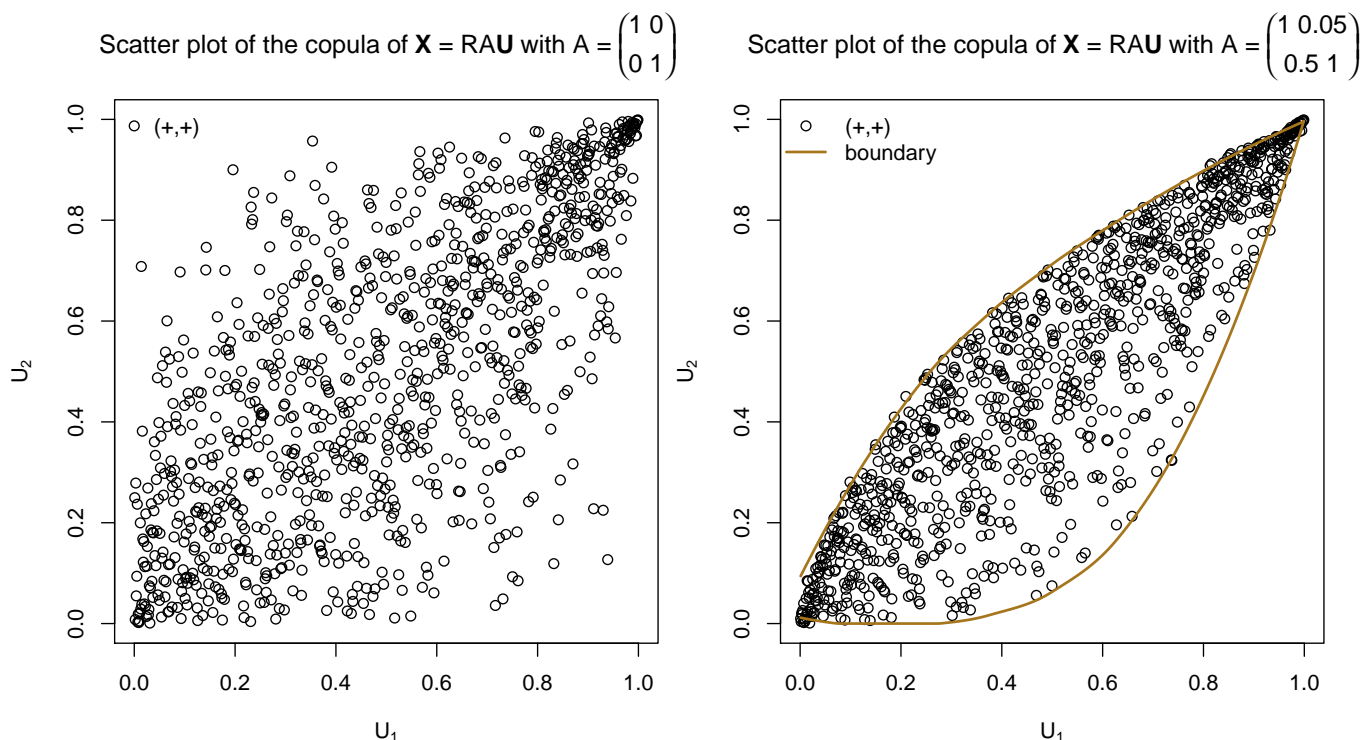 Scatter plot of the copula of X = RAU with A = (1 0
0 1)
(+,+)
1.0
0.8
0.6
0.4
0.2
0.0
U2
0.0 0.2 0.4 0.6 0.8 1.0
U1
Scatter plot of the copula of X = RAU with A = (1 0.05
0.5 1)
(+,+)
boundary
1.0
0.8
0.6
0.4
0.2
0.0
U2
0.0 0.2 0.4 0.6 0.8 1.0
U1